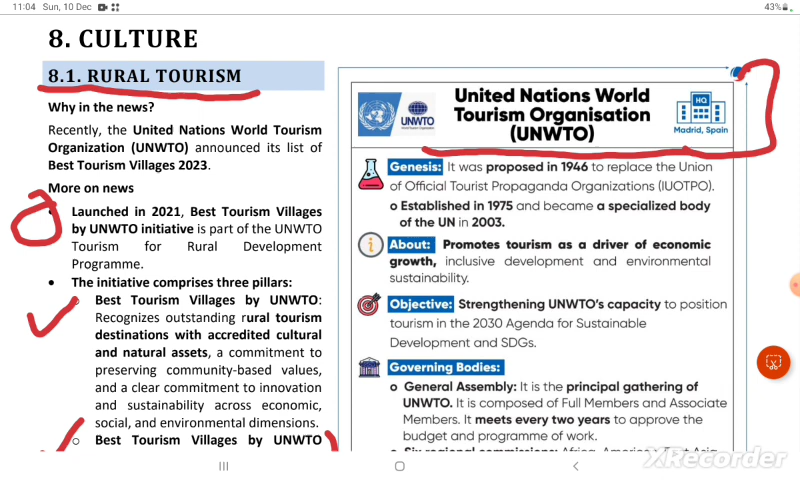 11:04 Sun, 10 Dec
43%
8. CULTURE
8.1. RURAL TOURISM
Why in the news?
Recently, the United Nations World Tourism
Organization (UNWTO) announced its list of
Best Tourism Villages 2023.
More on news
Launched in 2021, Best Tourism Villages
by UNWTO initiative is part of the UNWTO
Tourism for Rural Development
Programme.
• The initiative comprises three pillars:
o Best Tourism Villages by UNWTO:
Recognizes outstanding rural tourism
destinations with accredited cultural
and natural assets, a commitment to
preserving community-based values,
and a clear commitment to innovation
and sustainability across economic,
social, and environmental dimensions.
o Best Tourism Villages by UNWTO
UNWTO
United Nations World
Tourism Organisation
(UNWTO)
HQ
Madrid, Spain
Genesis: It was proposed in 1946 to replace the Union
of Official Tourist Propaganda Organizations (IUOTPO).
o Established in 1975 and became a specialized body
of the UN in 2003.
About: Promotes tourism as a driver of economic
growth, inclusive development and environmental
sustainability.
Objective: Strengthening UNWTO's capacity to position
tourism in the 2030 Agenda for Sustainable
Development and SDGs.
Governing Bodies:
o General Assembly: It is the principal gathering of
UNWTO. It is composed of Full Members and Associate
Members. It meets every two years to approve the
budget and programme of work.
o Six regional commissions: Africa, Americas, East Asia
XRecorder